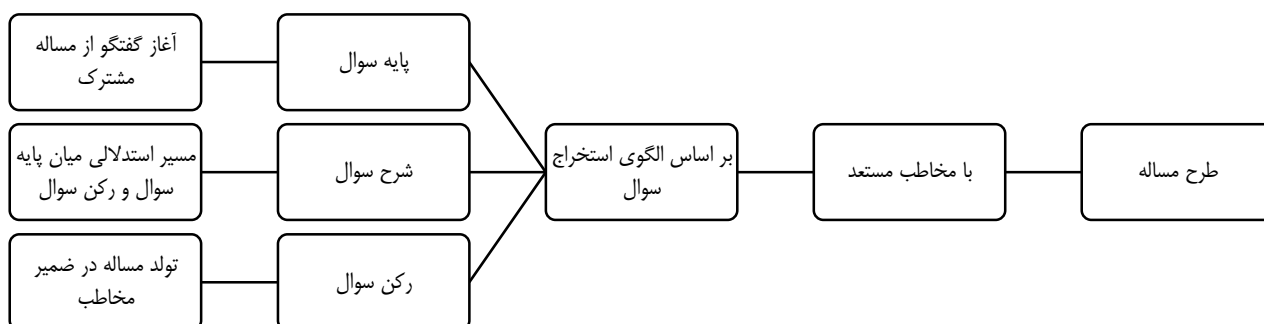 طرح مساله
با مخاطب مستعد
بر اساس الگوی استخراج
سوال
پایه سوال
آغاز گفتگو از مساله
مشترک
شرح سوال
مسیر استدلالی میان پایه
سوال و رکن سوال
رکن سوال
تولد مساله در ضمیر
مخاطب